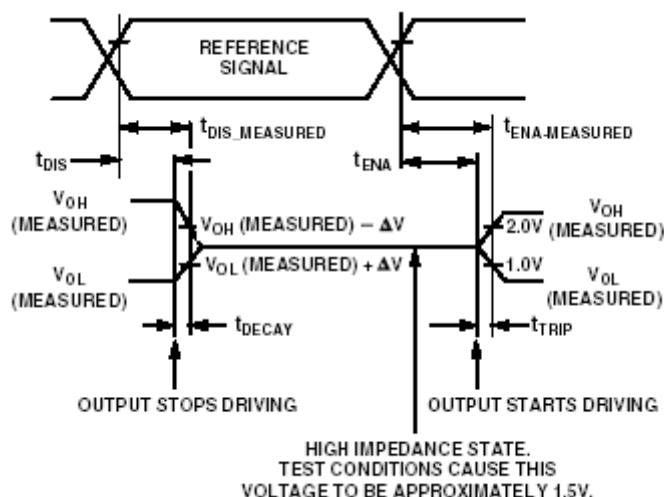 REFERENCE
SIGNAL
tDIS_MEASURED
tENA-MEASURED
tDIS
tENA
VOH
(MEASURED)
VOH (MEASURED) – ΔV
2.0V
VOH
(MEASURED)
VOL
(MEASURED)
VOL (MEASURED) + ΔV
1.0V
VOL
(MEASURED)
tDECAY
tTRIP
OUTPUT STOPS DRIVING
OUTPUT STARTS DRIVING
HIGH IMPEDANCE STATE.
TEST CONDITIONS CAUSE THIS
VOLTAGE TO BE APPROXIMATELY 1.5V.